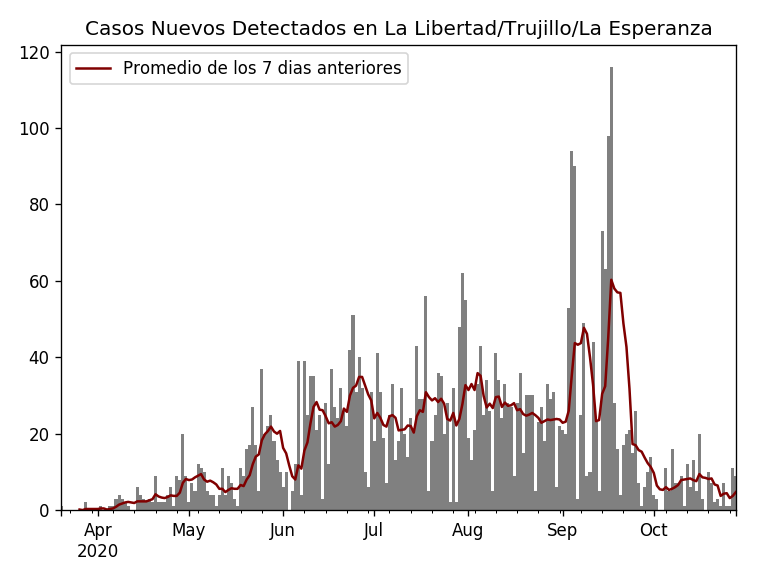 Casos Nuevos Detectados en La Libertad/Trujillo/La Esperanza
Promedio de los 7 dias anteriores
120
100
80
60
40
20
0
Apr May Jun Jul Aug Sep Oct
2020